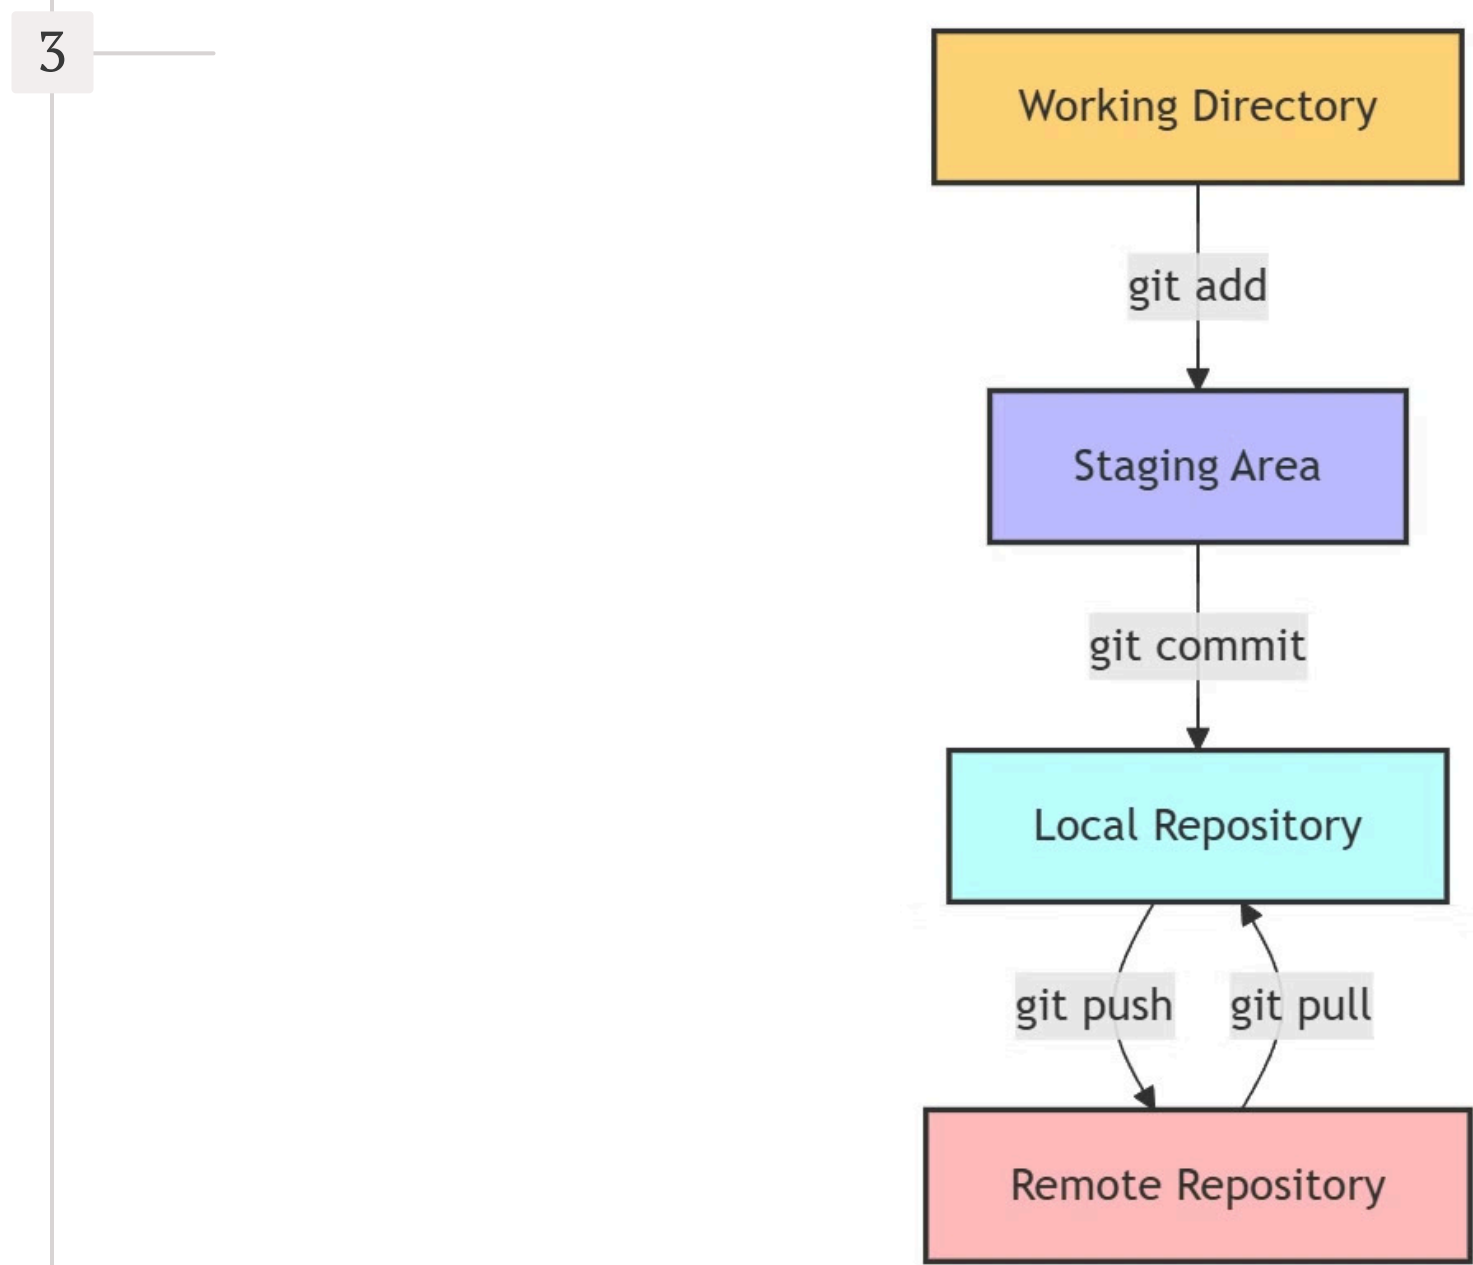 3
Working Directory
git add
Staging Area
git commit
Local Repository
git push
git pull
Remote Repository